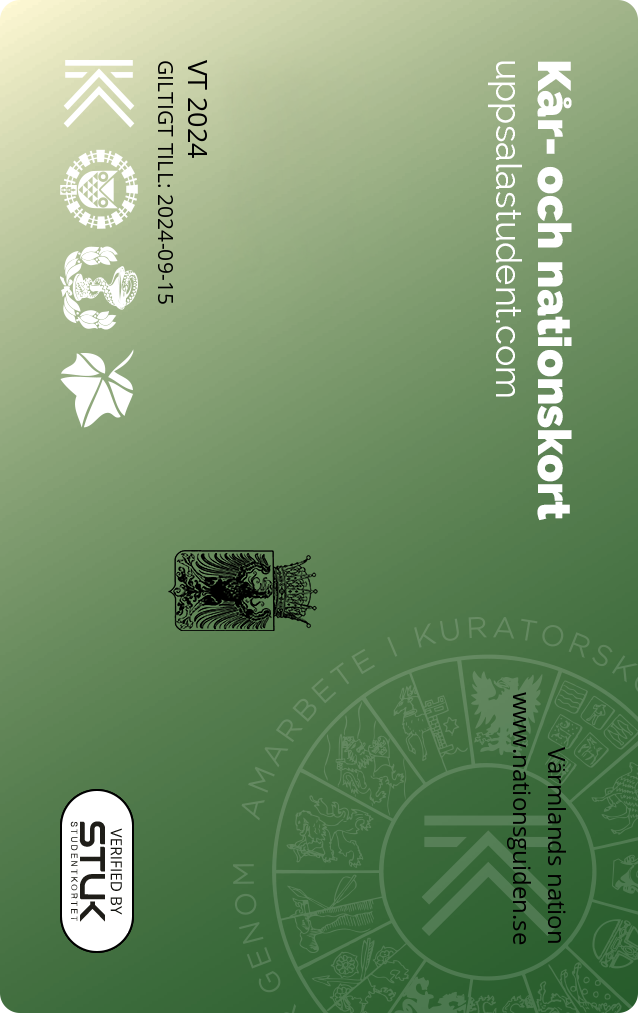 Kår- och nationskort
uppsalastudent.com
Värmlands nation
www.nationsguiden.se
GENOM AMARBETE I KURATORSKO
VT 2024
GILTIGT TILL: 2024-09-15
VERIFIED BY
STUK
STUDENTKORTET